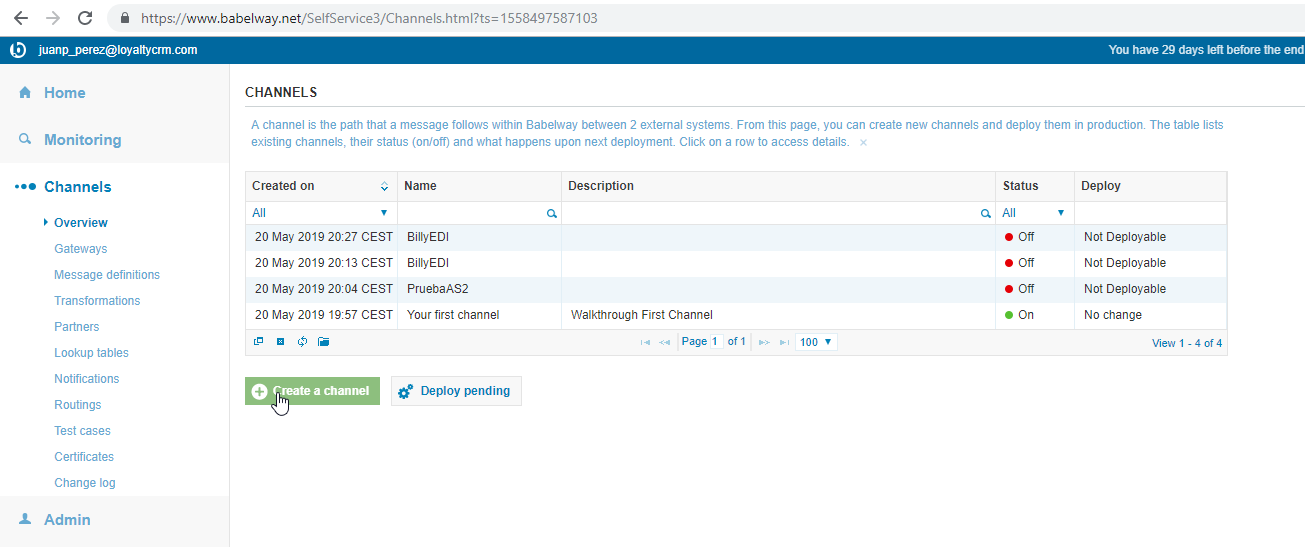 https://www.babelway.net/SelfService3/Channels.html?ts=1558497587103
juanp_perez@loyaltycrm.com You have 29 days left before the end
Home
Monitoring
Channels
Overview
Gateways
Message definitions
Transformations
Partners
Lookup tables
Notifications
Routings
Test cases
Certificates
Change log
Admin
CHANNELS
A channel is the path that a message follows within Babelway between 2 external systems. From this page, you can create new channels and deploy them in production. The table lists
existing channels, their status (on/off) and what happens upon next deployment. Click on a row to access details. ×
Created on Name Description Status Deploy
All All
20 May 2019 20:27 CEST BillyEDI Off Not Deployable
20 May 2019 20:13 CEST BillyEDI Off Not Deployable
20 May 2019 20:04 CEST PruebaAS2 Off Not Deployable
20 May 2019 19:57 CEST Your first channel Walkthrough First Channel On No change
Page 1 of 1 100 View 1 - 4 of 4
Create a channel Deploy pending